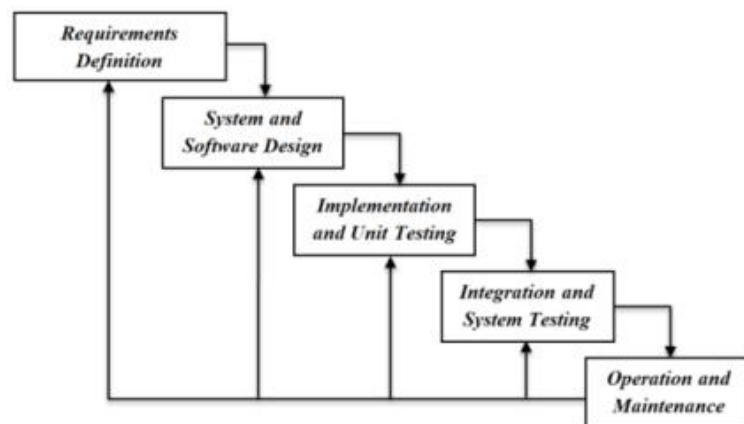 Requirements
Definition
System and
Software Design
Implementation
and Unit Testing
Integration and
System Testing
Operation and
Maintenance